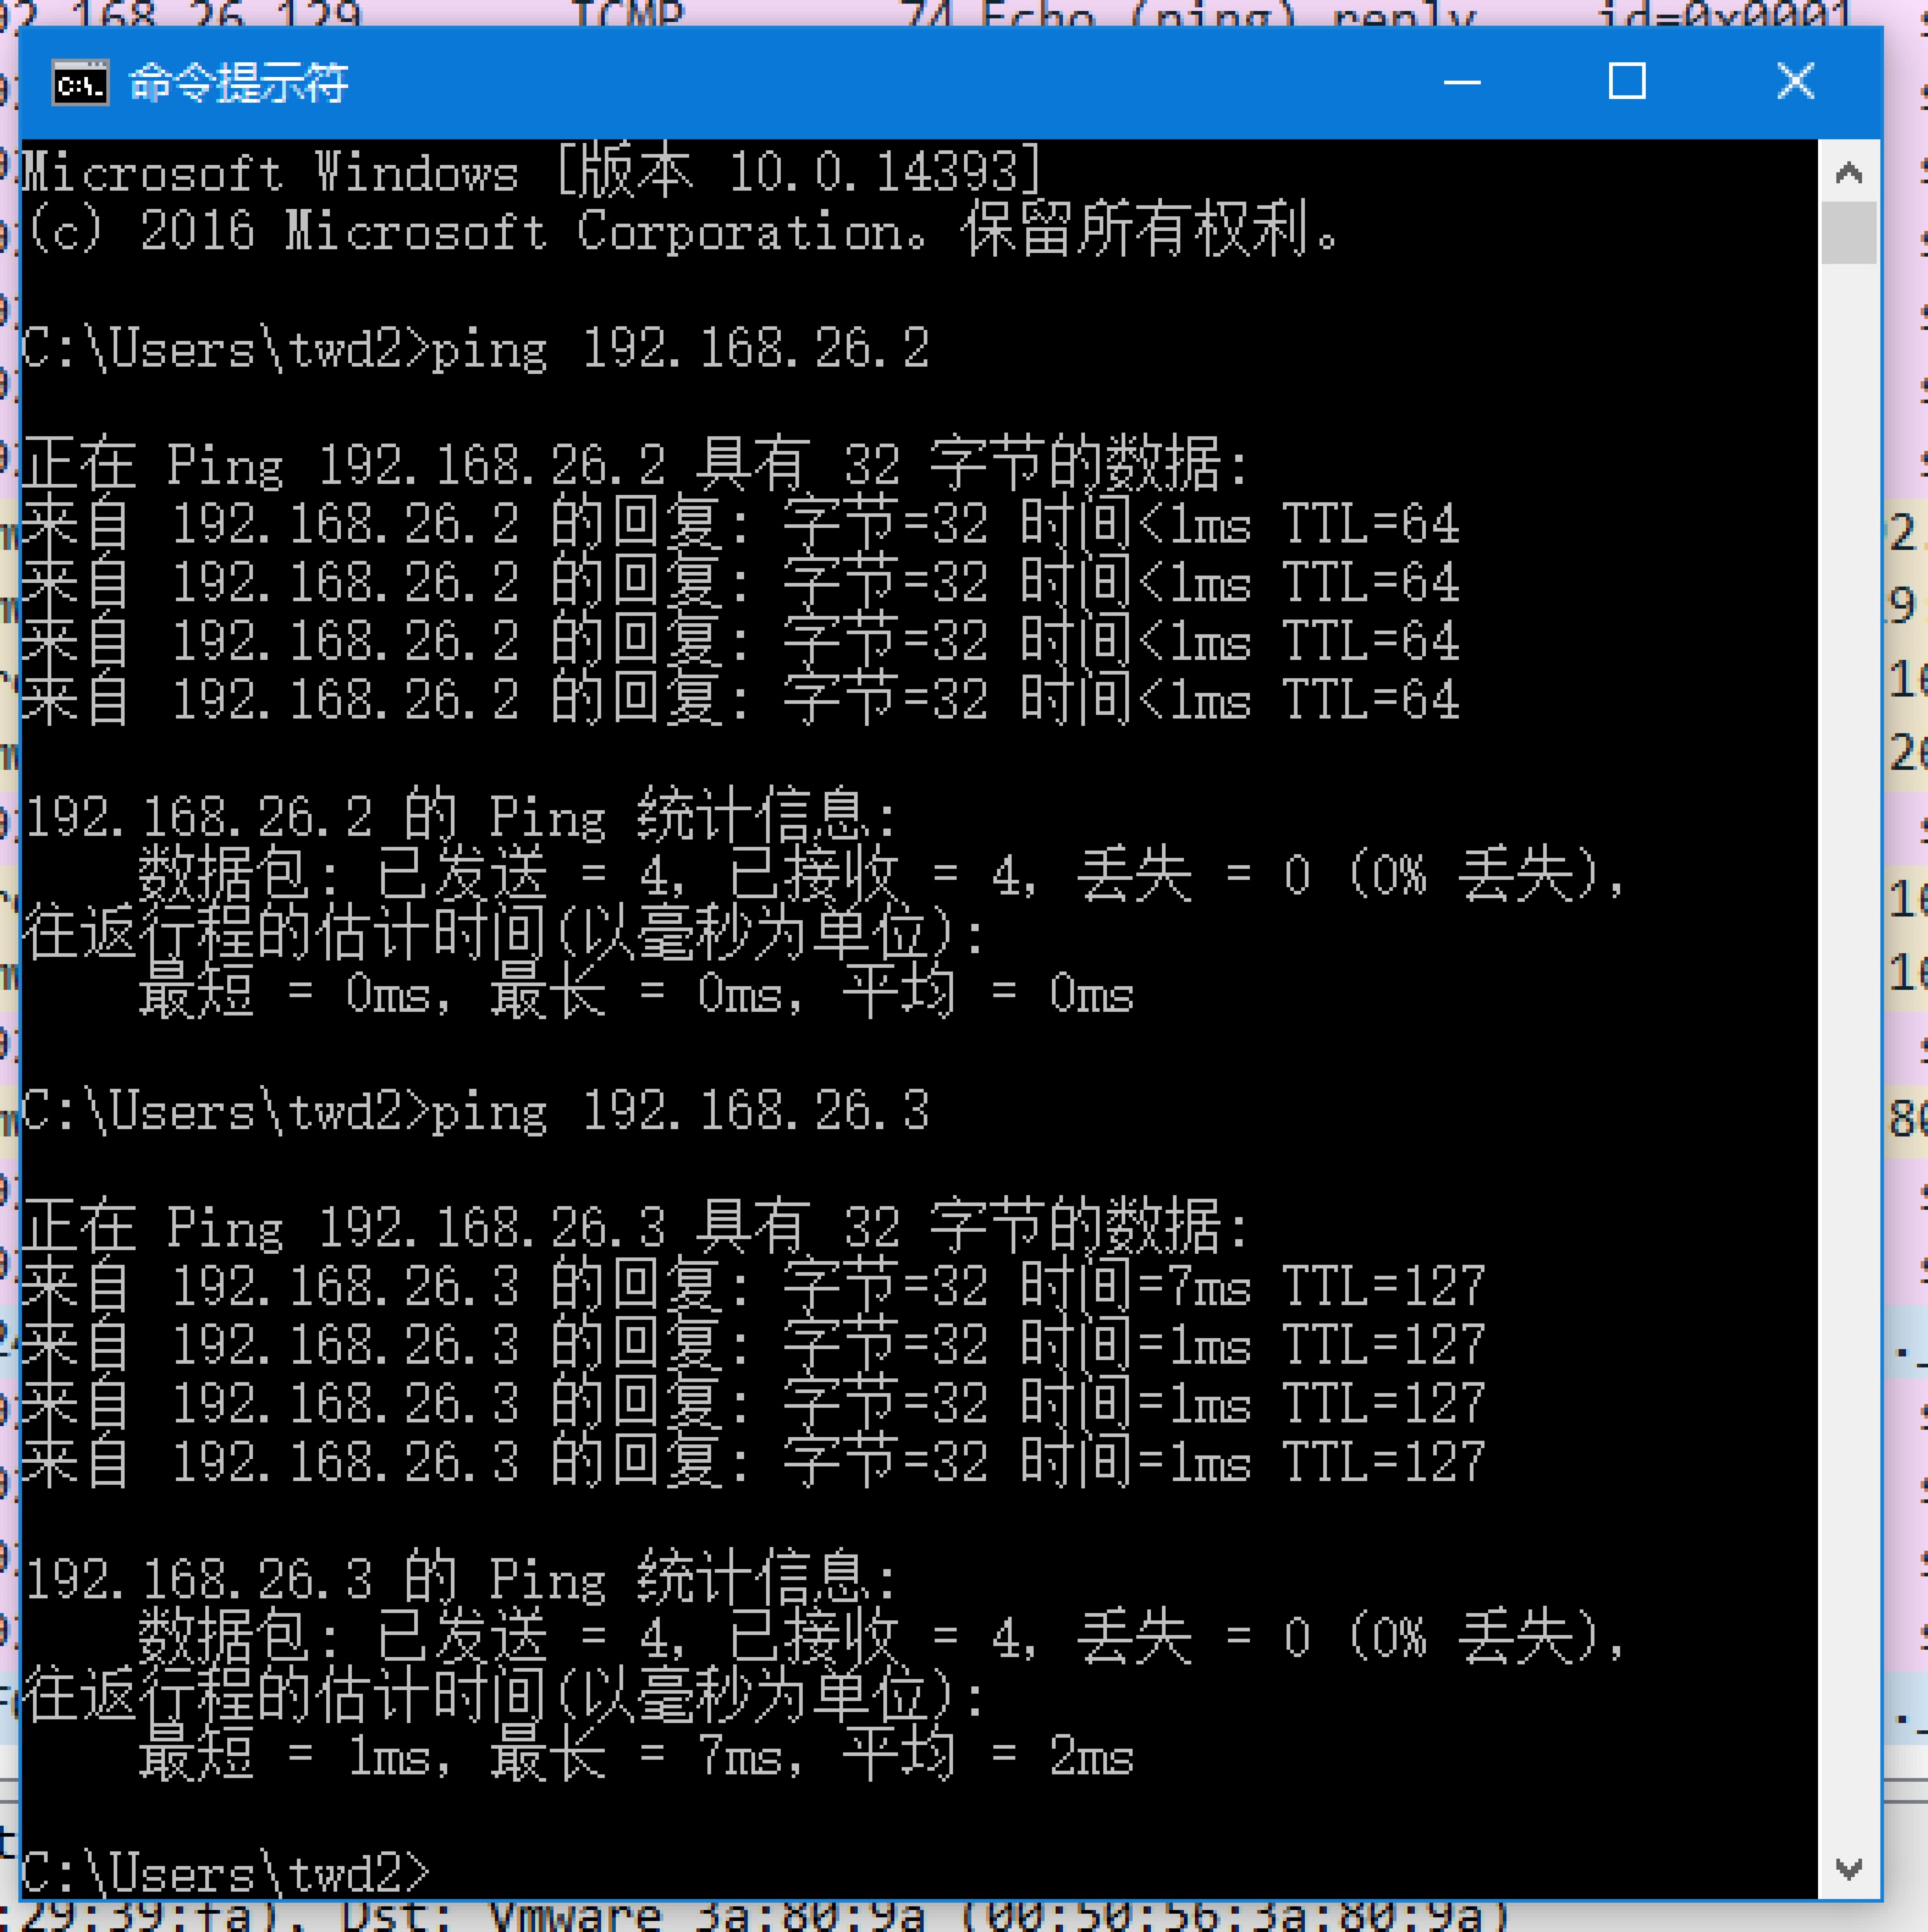 168.26.129 ICMP 74 Echo (ping) reply id=0x0001
命令提示符
Microsoft Windows [版本 10.0.14393]
(c) 2016 Microsoft Corporation。保留所有权利。
C:\Users\twd2>ping 192.168.26.2
正在 Ping 192.168.26.2 具有 32 字节的数据:
来自 192.168.26.2 的回复: 字节=32 时间<1ms TTL=64
来自 192.168.26.2 的回复: 字节=32 时间<1ms TTL=64
来自 192.168.26.2 的回复: 字节=32 时间<1ms TTL=64
来自 192.168.26.2 的回复: 字节=32 时间<1ms TTL=64
192.168.26.2 的 Ping 统计信息:
数据包: 已发送 = 4, 已接收 = 4, 丢失 = 0 (0% 丢失),
往返行程的估计时间(以毫秒为单位):
最短 = 0ms, 最长 = 0ms, 平均 = 0ms
C:\Users\twd2>ping 192.168.26.3
正在 Ping 192.168.26.3 具有 32 字节的数据:
来自 192.168.26.3 的回复: 字节=32 时间=7ms TTL=127
来自 192.168.26.3 的回复: 字节=32 时间=1ms TTL=127
来自 192.168.26.3 的回复: 字节=32 时间=1ms TTL=127
来自 192.168.26.3 的回复: 字节=32 时间=1ms TTL=127
192.168.26.3 的 Ping 统计信息:
数据包: 已发送 = 4, 已接收 = 4, 丢失 = 0 (0% 丢失),
往返行程的估计时间(以毫秒为单位):
最短 = 1ms, 最长 = 7ms, 平均 = 2ms
C:\Users\twd2>
:29:39:fa), Dst: Vmware_3a:80:9a (00:50:56:3a:80:9a)